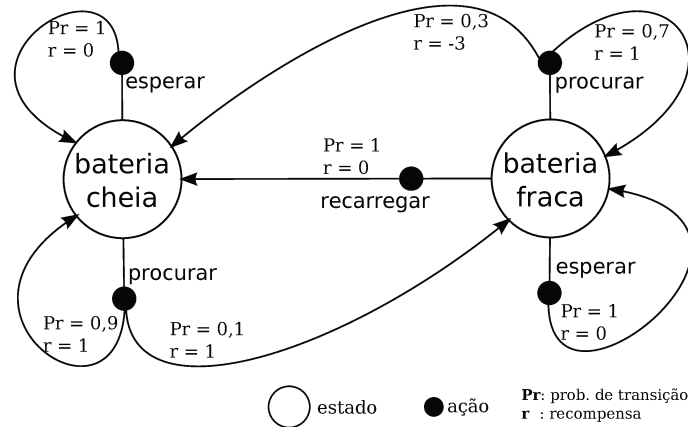 Pr = 1
r = 0
esperar
Pr = 0,3
r = -3
Pr = 0,7
r = 1
procurar
bateria
cheia
Pr = 1
r = 0
recarregar
bateria
fraca
procurar
Pr = 0,9
r = 1
Pr = 0,1
r = 1
esperar
Pr = 1
r = 0
estado
ação
Pr: prob. de transição
r : recompensa